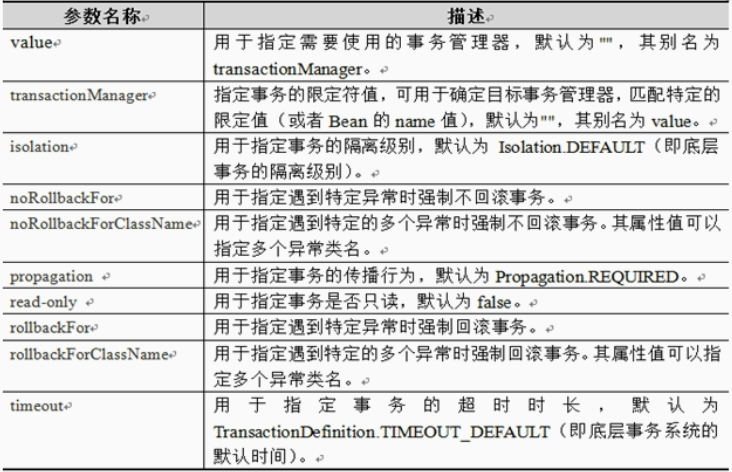 参数名称 描述
value 用于指定需要使用的事务管理器，默认为""，其别名为
transactionManager。
transactionManager 指定事务的限定符值，可用于确定目标事务管理器，匹配特定的
限定值（或者 Bean 的 name 值），默认为""，其别名为 value。
isolation 用于指定事务的隔离级别，默认为 Isolation.DEFAULT（即底层
事务的隔离级别）。
noRollbackFor 用于指定遇到特定异常时强制不回滚事务。
noRollbackForClassName 用于指定遇到特定的多个异常时强制不回滚事务。其属性值可以
指定多个异常类名。
propagation 用于指定事务的传播行为，默认为 Propagation.REQUIRED。
read-only 用于指定事务是否只读，默认为 false。
rollbackFor 用于指定遇到特定异常时强制回滚事务。
rollbackForClassName 用于指定遇到特定的多个异常时强制回滚事务。其属性值可以指
定多个异常类名。
timeout 用于指定事务的超时时长，默认为
TransactionDefinition.TIMEOUT_DEFAULT（即底层事务系统的
默认时间）。